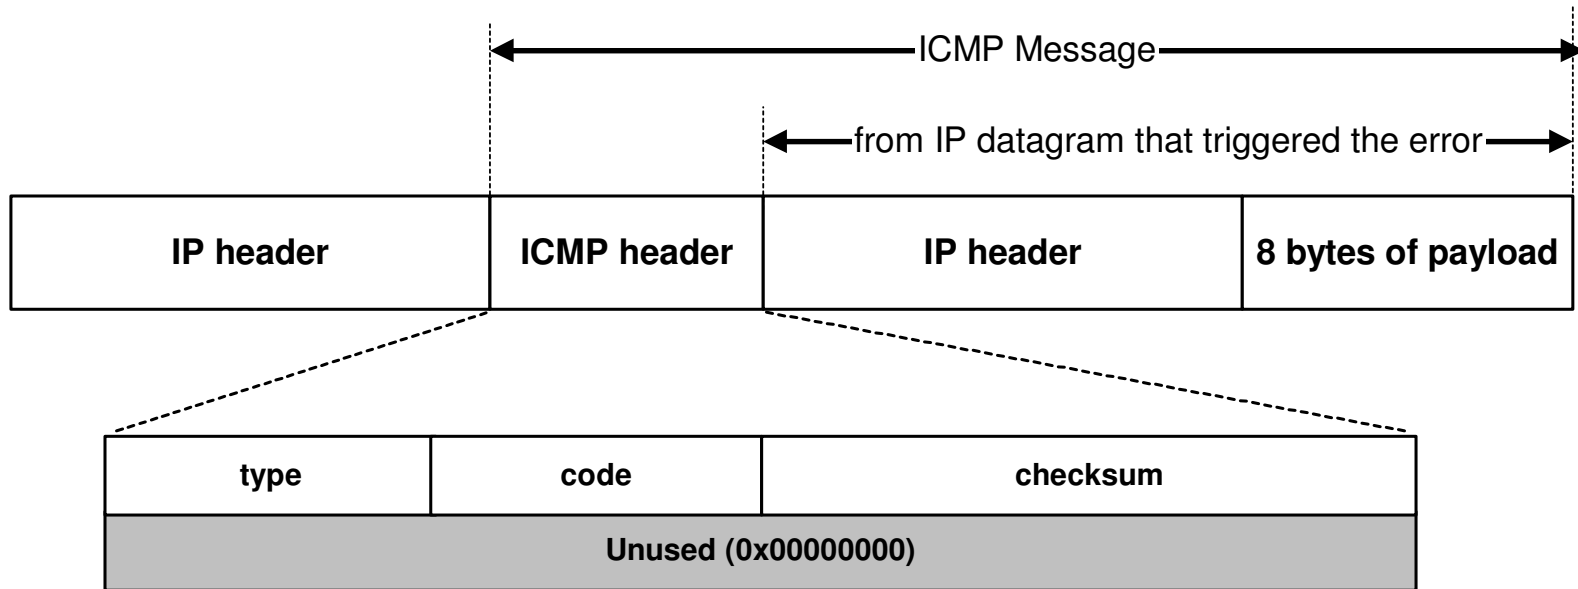 ICMP Message
from IP datagram that triggered the error
IP header
ICMP header
IP header
8 bytes of payload
type
code
checksum
Unused (0x00000000)